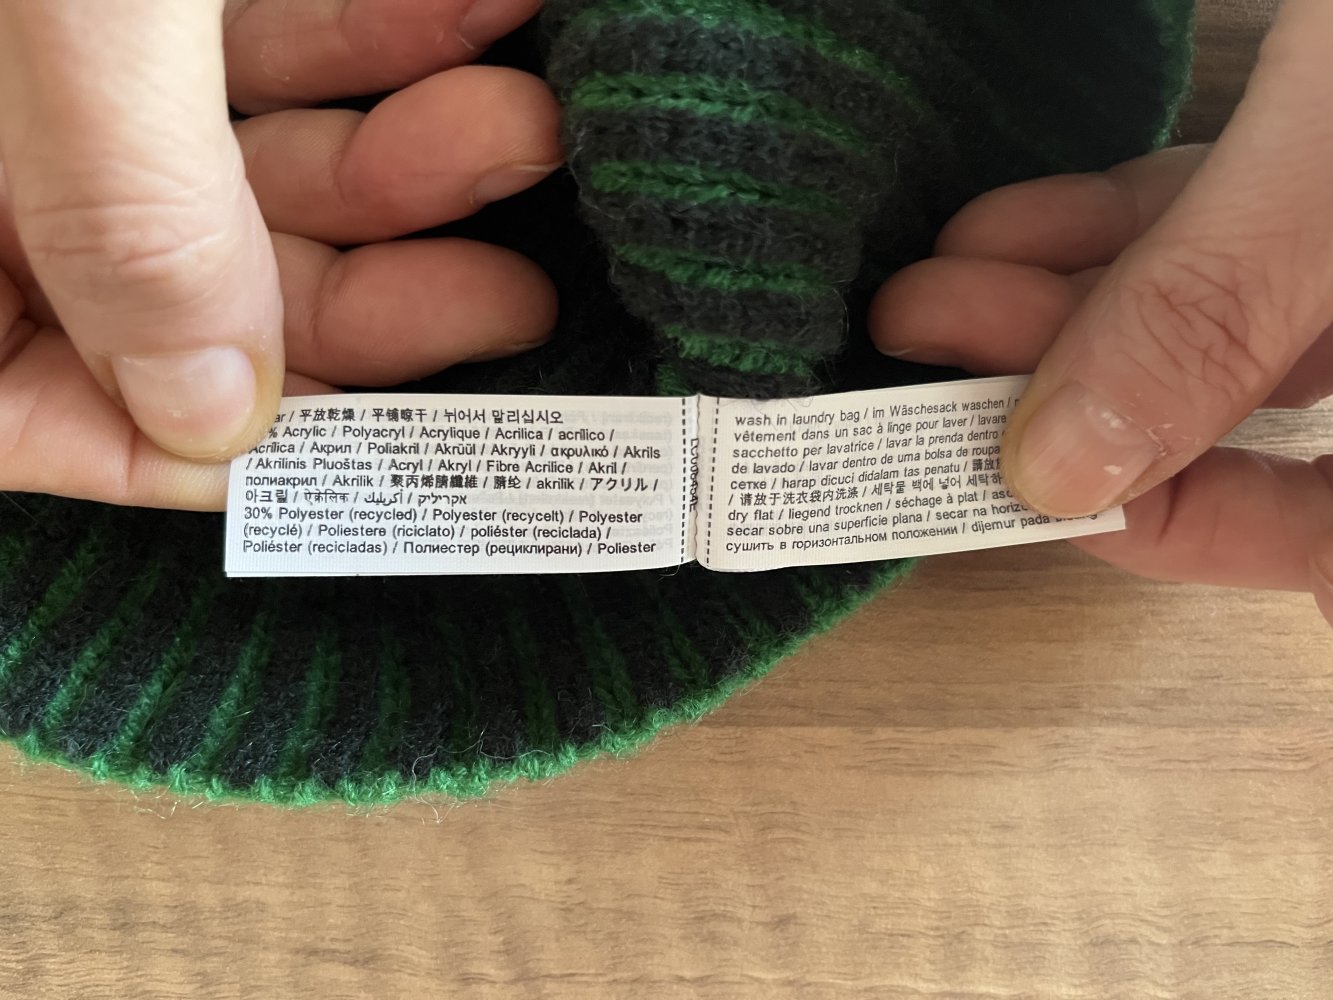 / 平放乾燥 / 平铺晾干 / 뉘어서 말리십시오
% Acrylic / Polyacryl / Acrylique / Acrilica / acrílico /
Acrílica / Акрил / Poliakril / Akrüül / Akryyli / ακρυλικό / Akrils
/ Akrilinis Pluoštas / Acryl / Akryl / Fibre Acrilice / Akril /
полиакрил / Akrilik / 聚丙烯腈纖維 / 腈纶 / akrilik / アクリル /
아크릴 / ऐक्रेलिक / أكريليك / אקריליק
30% Polyester (recycled) / Polyester (recycelt) / Polyester
(recyclé) / Poliestere (riciclato) / poliéster (reciclada) /
Poliéster (recicladas) / Полиестер (рециклирани) / Poliester
wash in laundry bag / im Wäschesack waschen /
vêtement dans un sac à linge pour laver / lavare
sacchetto per lavatrice / lavar la prenda dentro
de lavado / lavar dentro de uma bolsa de roupa
сетке / harap dicuci didalam tas penatu /
/ 请放于洗衣袋内洗涤 / 세탁물 백에 넣어 세탁하
dry flat / liegend trocknen / séchage à plat /
secar sobre una superficie plana / secar na
сушить в горизонтальном положении / dijemur pada